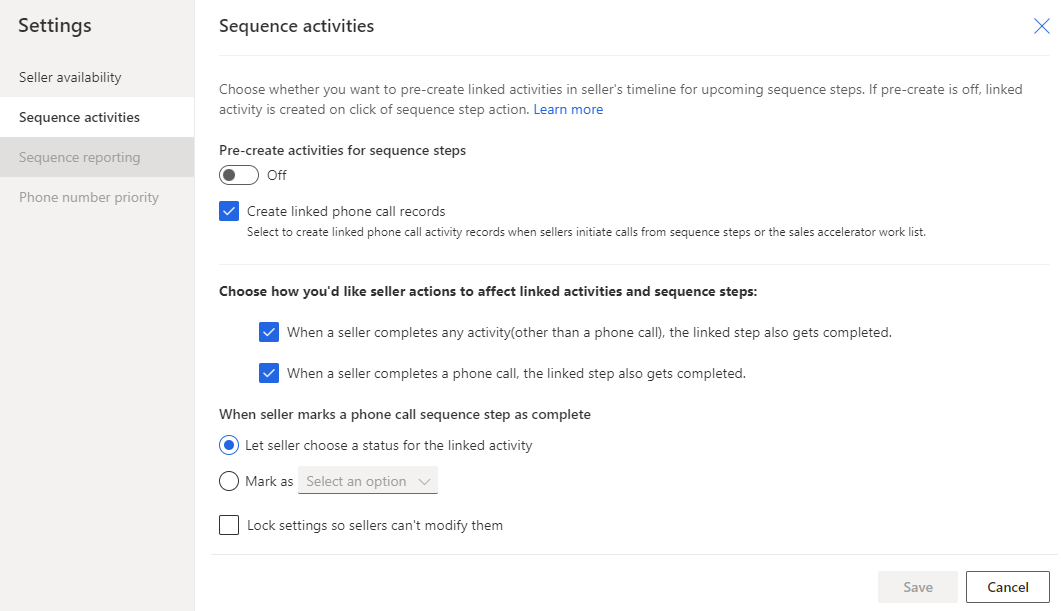 Settings
Seller availability
Sequence activities
Sequence reporting
Phone number priority
Sequence activities
Choose whether you want to pre-create linked activities in seller's timeline for upcoming sequence steps. If pre-create is off, linked
activity is created on click of sequence step action. Learn more
Pre-create activities for sequence steps
Off
Create linked phone call records
Select to create linked phone call activity records when sellers initiate calls from sequence steps or the sales accelerator work list.
Choose how you'd like seller actions to affect linked activities and sequence steps:
When a seller completes any activity(other than a phone call), the linked step also gets completed.
When a seller completes a phone call, the linked step also gets completed.
When seller marks a phone call sequence step as complete
Let seller choose a status for the linked activity
Mark as Select an option
Lock settings so sellers can't modify them
Save Cancel